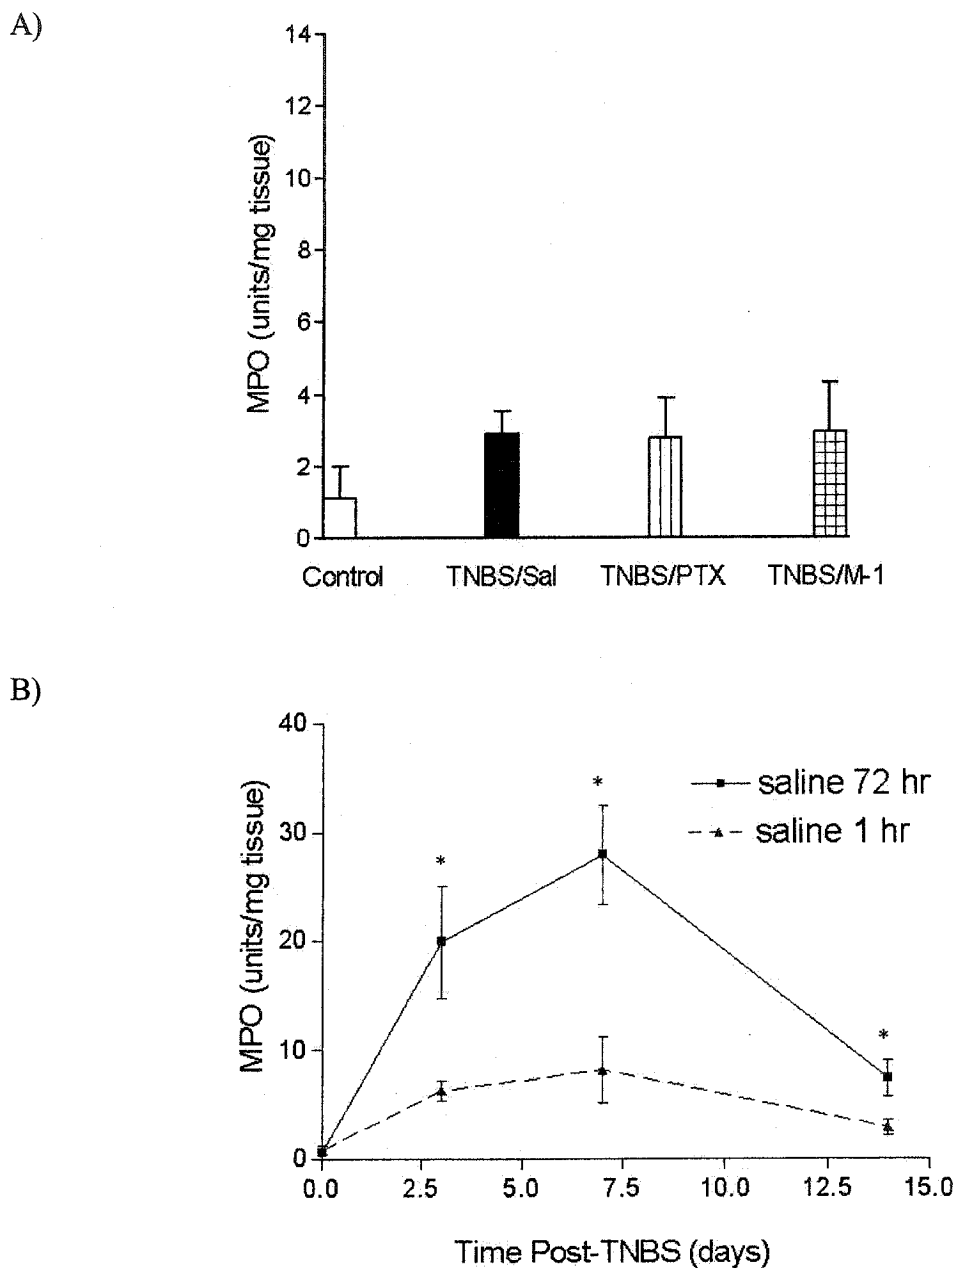 A)
14
12
10
8
6
4
2
0
MPO (units/mg tissue)
Control TNBS/Sal TNBS/PTX TNBS/M-1
B)
40
30
20
10
0
MPO (units/mg tissue)
* * *
saline 72 hr
saline 1 hr
0.0 2.5 5.0 7.5 10.0 12.5 15.0
Time Post-TNBS (days)